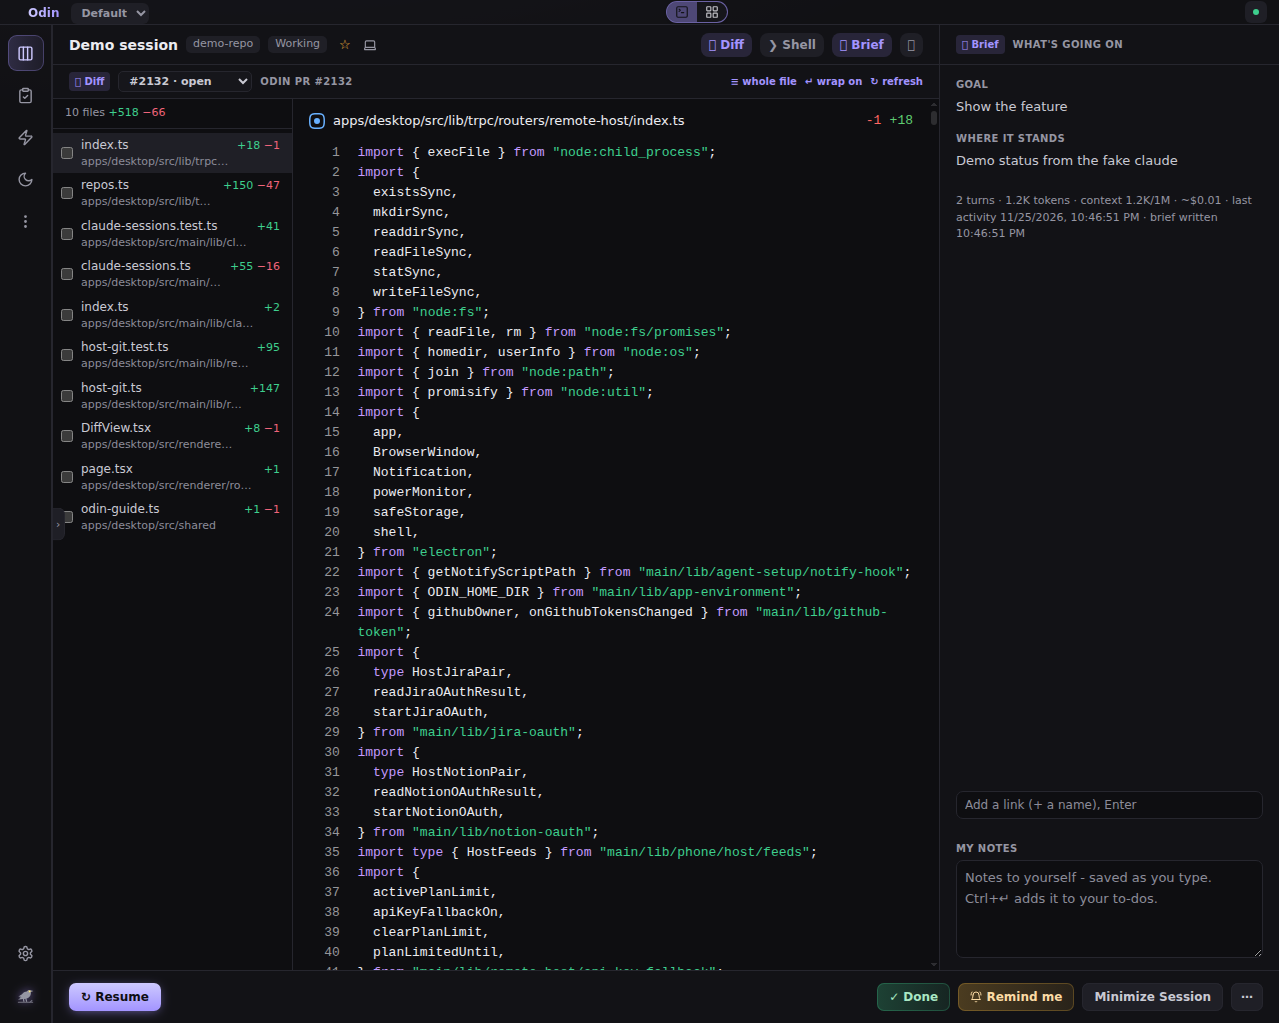 Odin Default
Demo session demo-repo Working Diff ❯ Shell Brief
Diff #2132 · open ODIN PR #2132 ≡ whole file ↵ wrap on ↻ refresh
10 files +518 −66
index.ts +18 −1
apps/desktop/src/lib/trpc…
repos.ts +150 −47
apps/desktop/src/lib/t…
claude-sessions.test.ts +41
apps/desktop/src/main/lib/cl…
claude-sessions.ts +55 −16
apps/desktop/src/main/…
index.ts +2
apps/desktop/src/main/lib/cla…
host-git.test.ts +95
apps/desktop/src/main/lib/re…
host-git.ts +147
apps/desktop/src/main/lib/r…
DiffView.tsx +8 −1
apps/desktop/src/rendere…
page.tsx +1
apps/desktop/src/renderer/ro…
odin-guide.ts +1 −1
apps/desktop/src/shared
apps/desktop/src/lib/trpc/routers/remote-host/index.ts -1 +18
1 import { execFile } from "node:child_process";
2 import {
3 existsSync,
4 mkdirSync,
5 readdirSync,
6 readFileSync,
7 statSync,
8 writeFileSync,
9 } from "node:fs";
10 import { readFile, rm } from "node:fs/promises";
11 import { homedir, userInfo } from "node:os";
12 import { join } from "node:path";
13 import { promisify } from "node:util";
14 import {
15 app,
16 BrowserWindow,
17 Notification,
18 powerMonitor,
19 safeStorage,
20 shell,
21 } from "electron";
22 import { getNotifyScriptPath } from "main/lib/agent-setup/notify-hook";
23 import { ODIN_HOME_DIR } from "main/lib/app-environment";
24 import { githubOwner, onGithubTokensChanged } from "main/lib/github-
token";
25 import {
26 type HostJiraPair,
27 readJiraOAuthResult,
28 startJiraOAuth,
29 } from "main/lib/jira-oauth";
30 import {
31 type HostNotionPair,
32 readNotionOAuthResult,
33 startNotionOAuth,
34 } from "main/lib/notion-oauth";
35 import type { HostFeeds } from "main/lib/phone/host/feeds";
36 import {
37 activePlanLimit,
38 apiKeyFallbackOn,
39 clearPlanLimit,
40 planLimitedUntil,
41 } from "main/lib/remote-host/api-key-fallback";
Brief WHAT'S GOING ON
GOAL
Show the feature
WHERE IT STANDS
Demo status from the fake claude
2 turns · 1.2K tokens · context 1.2K/1M · ~$0.01 · last
activity 11/25/2026, 10:46:51 PM · brief written
10:46:51 PM
Add a link (+ a name), Enter
MY NOTES
Notes to yourself - saved as you type.
Ctrl+↵ adds it to your to-dos.
↻ Resume ✓ Done Remind me Minimize Session ···